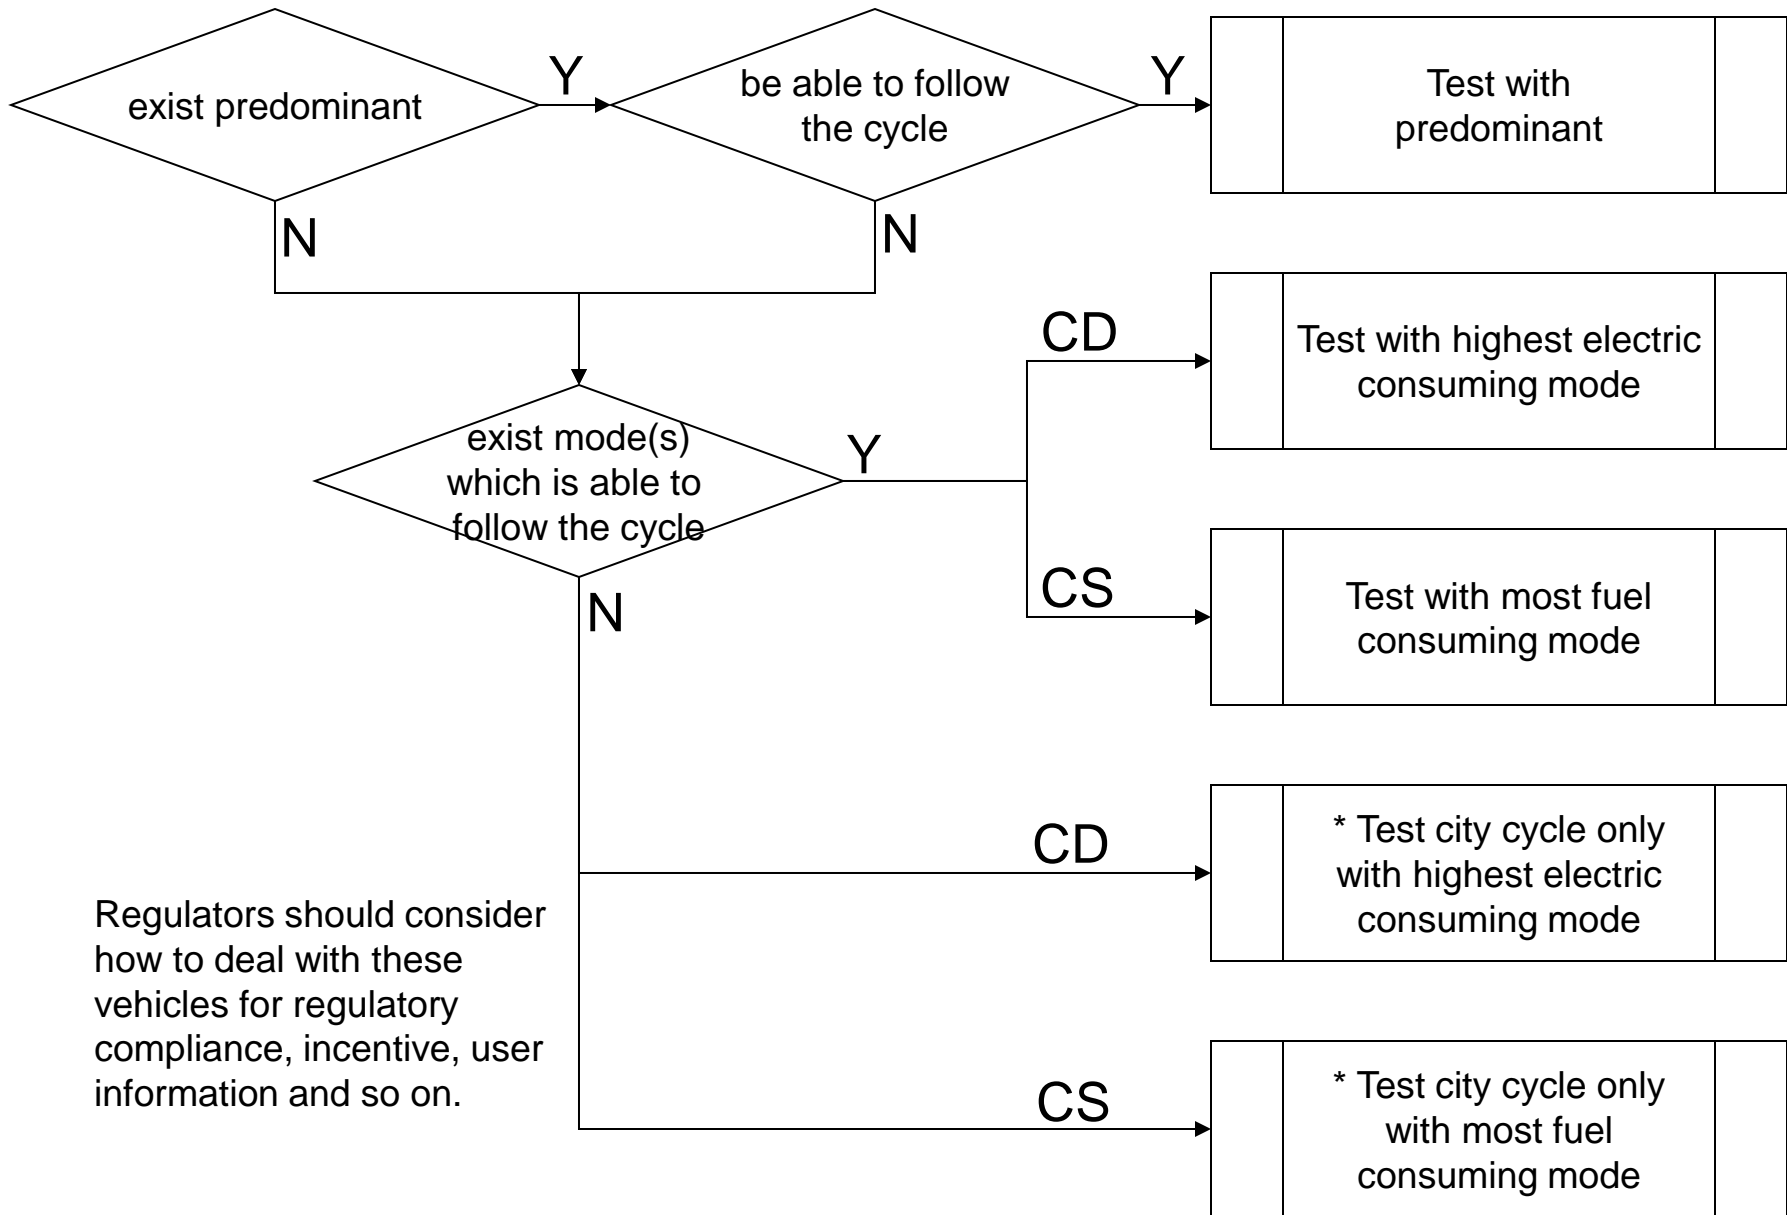 exist predominant
Y
be able to follow
the cycle
Y
Test with
predominant
N
N
CD
Test with highest electric
consuming mode
exist mode(s)
which is able to
follow the cycle
Y
CS
Test with most fuel
consuming mode
N
CD
* Test city cycle only
with highest electric
consuming mode
Regulators should consider
how to deal with these
vehicles for regulatory
compliance, incentive, user
information and so on.
CS
* Test city cycle only
with most fuel
consuming mode